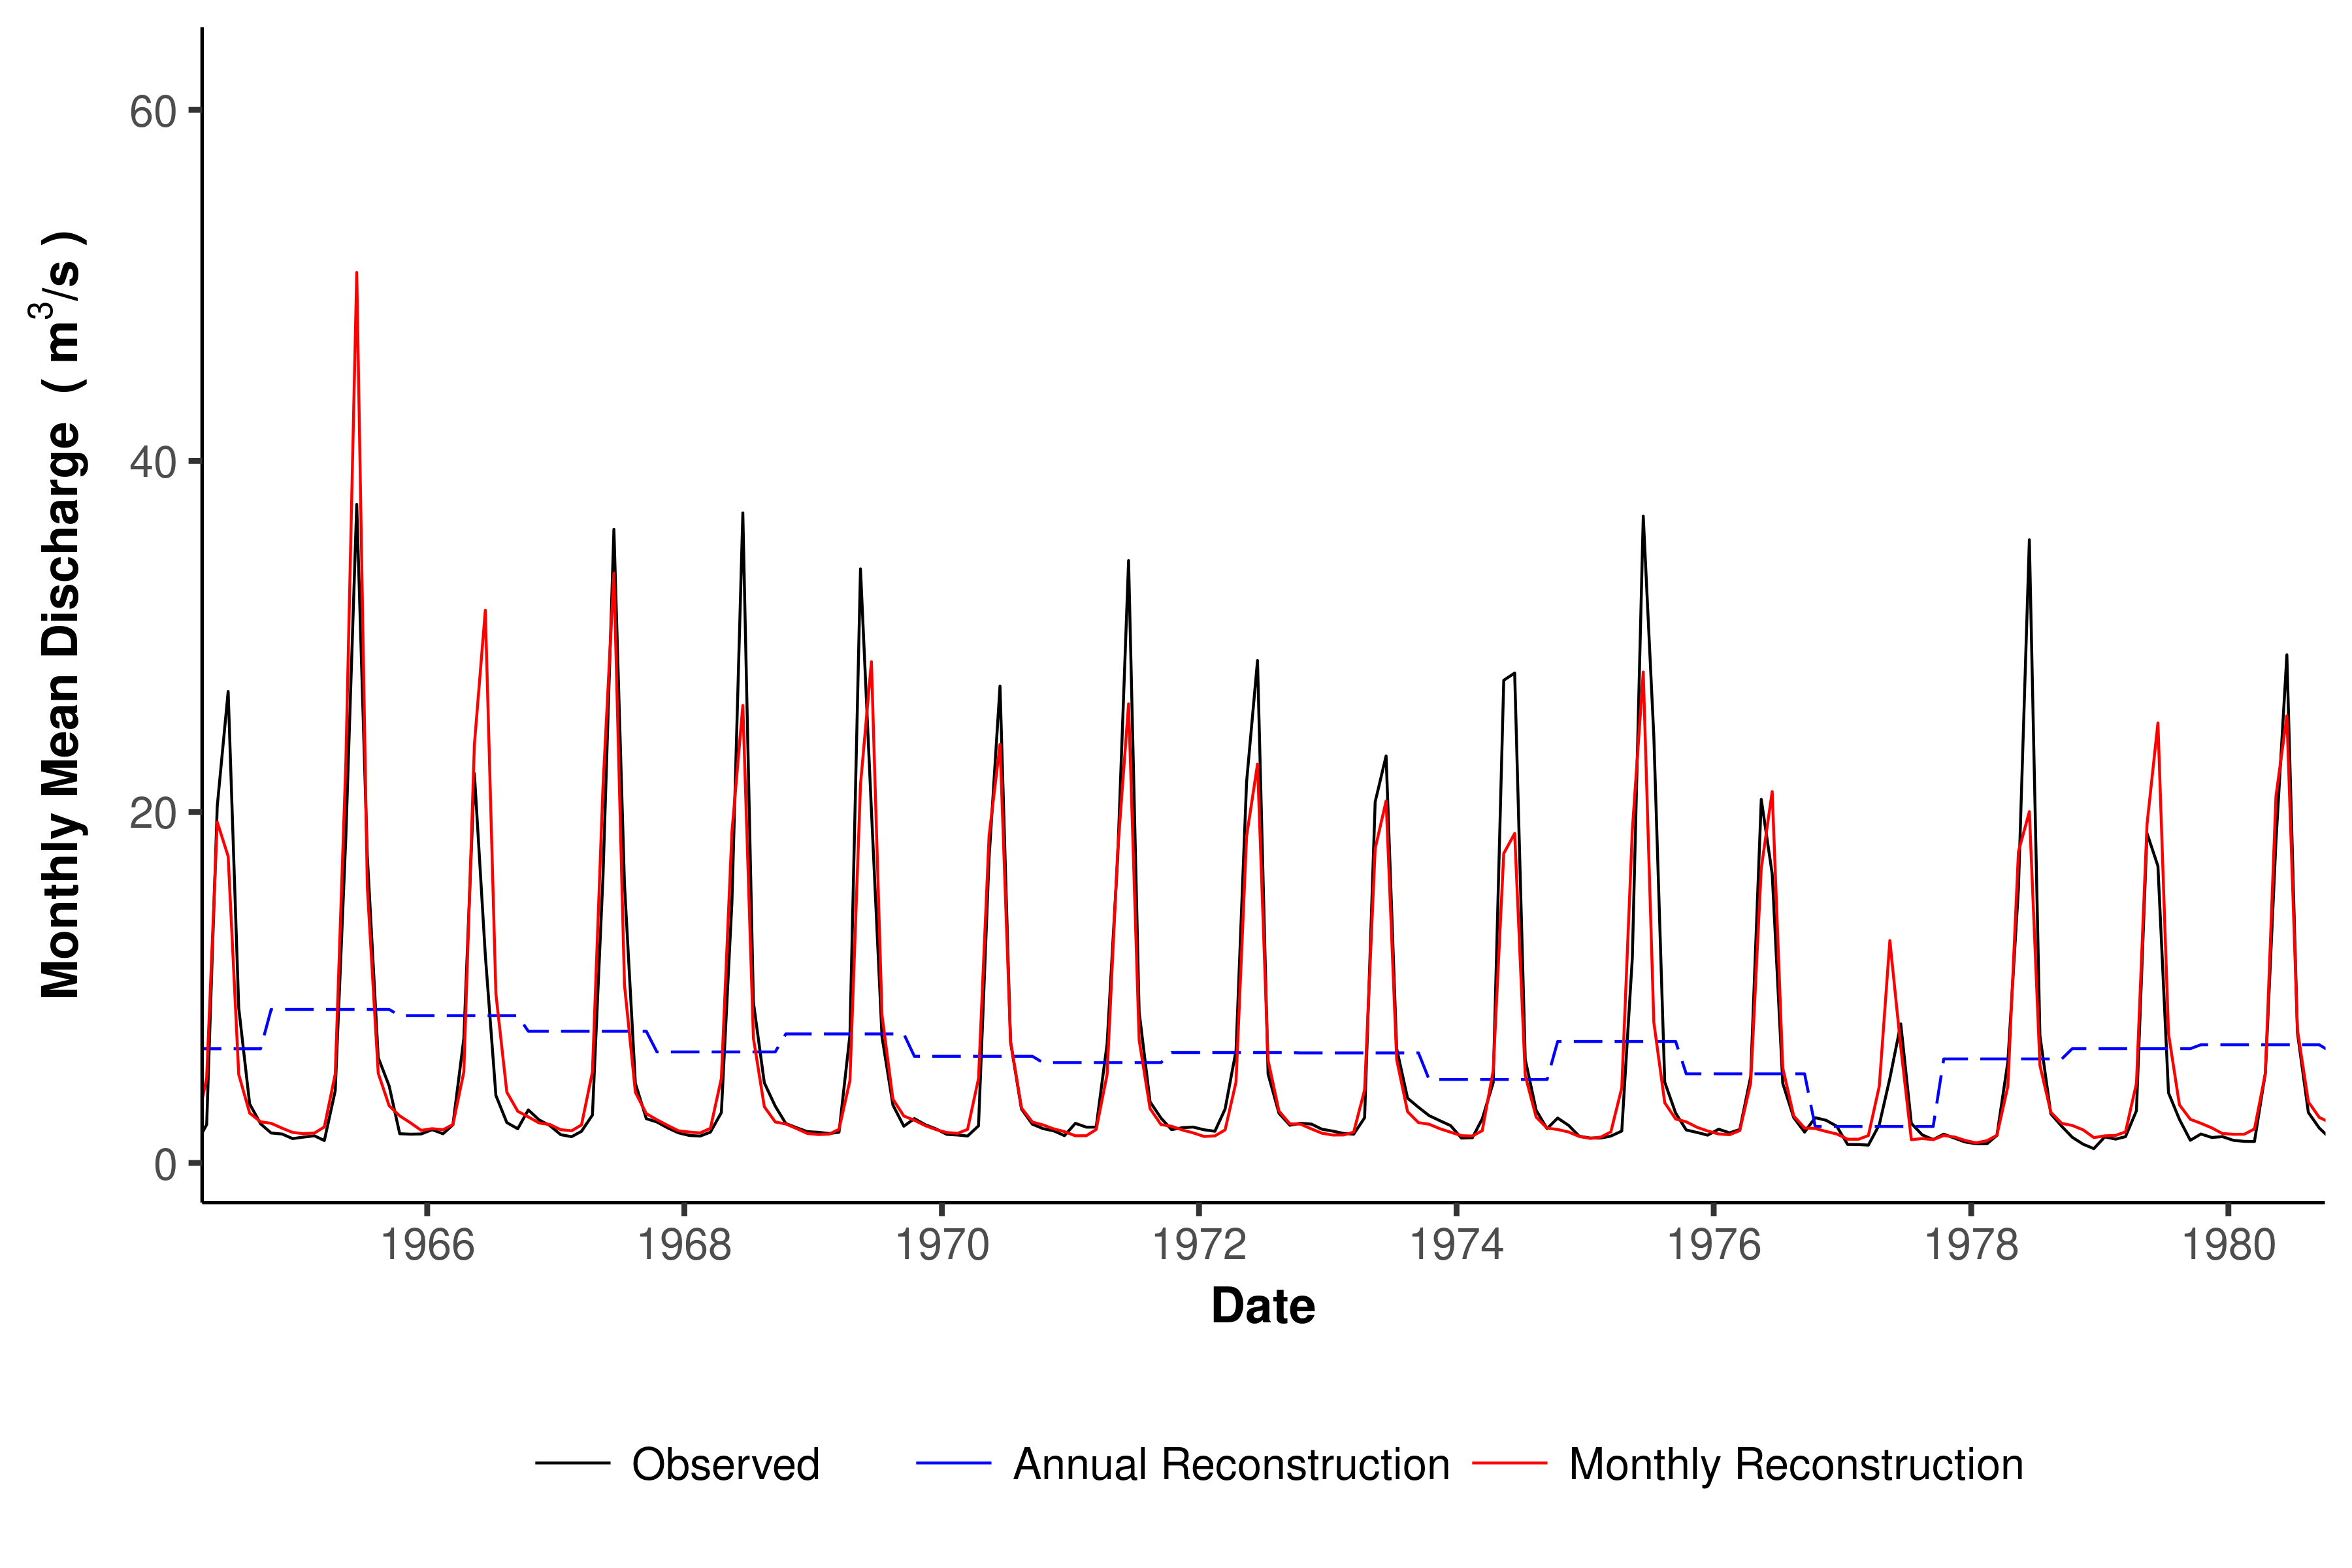 Monthly Mean Discharge ( m³/s )
60
40
20
0
1966 1968 1970 1972 1974 1976 1978 1980
Date
Observed Annual Reconstruction Monthly Reconstruction